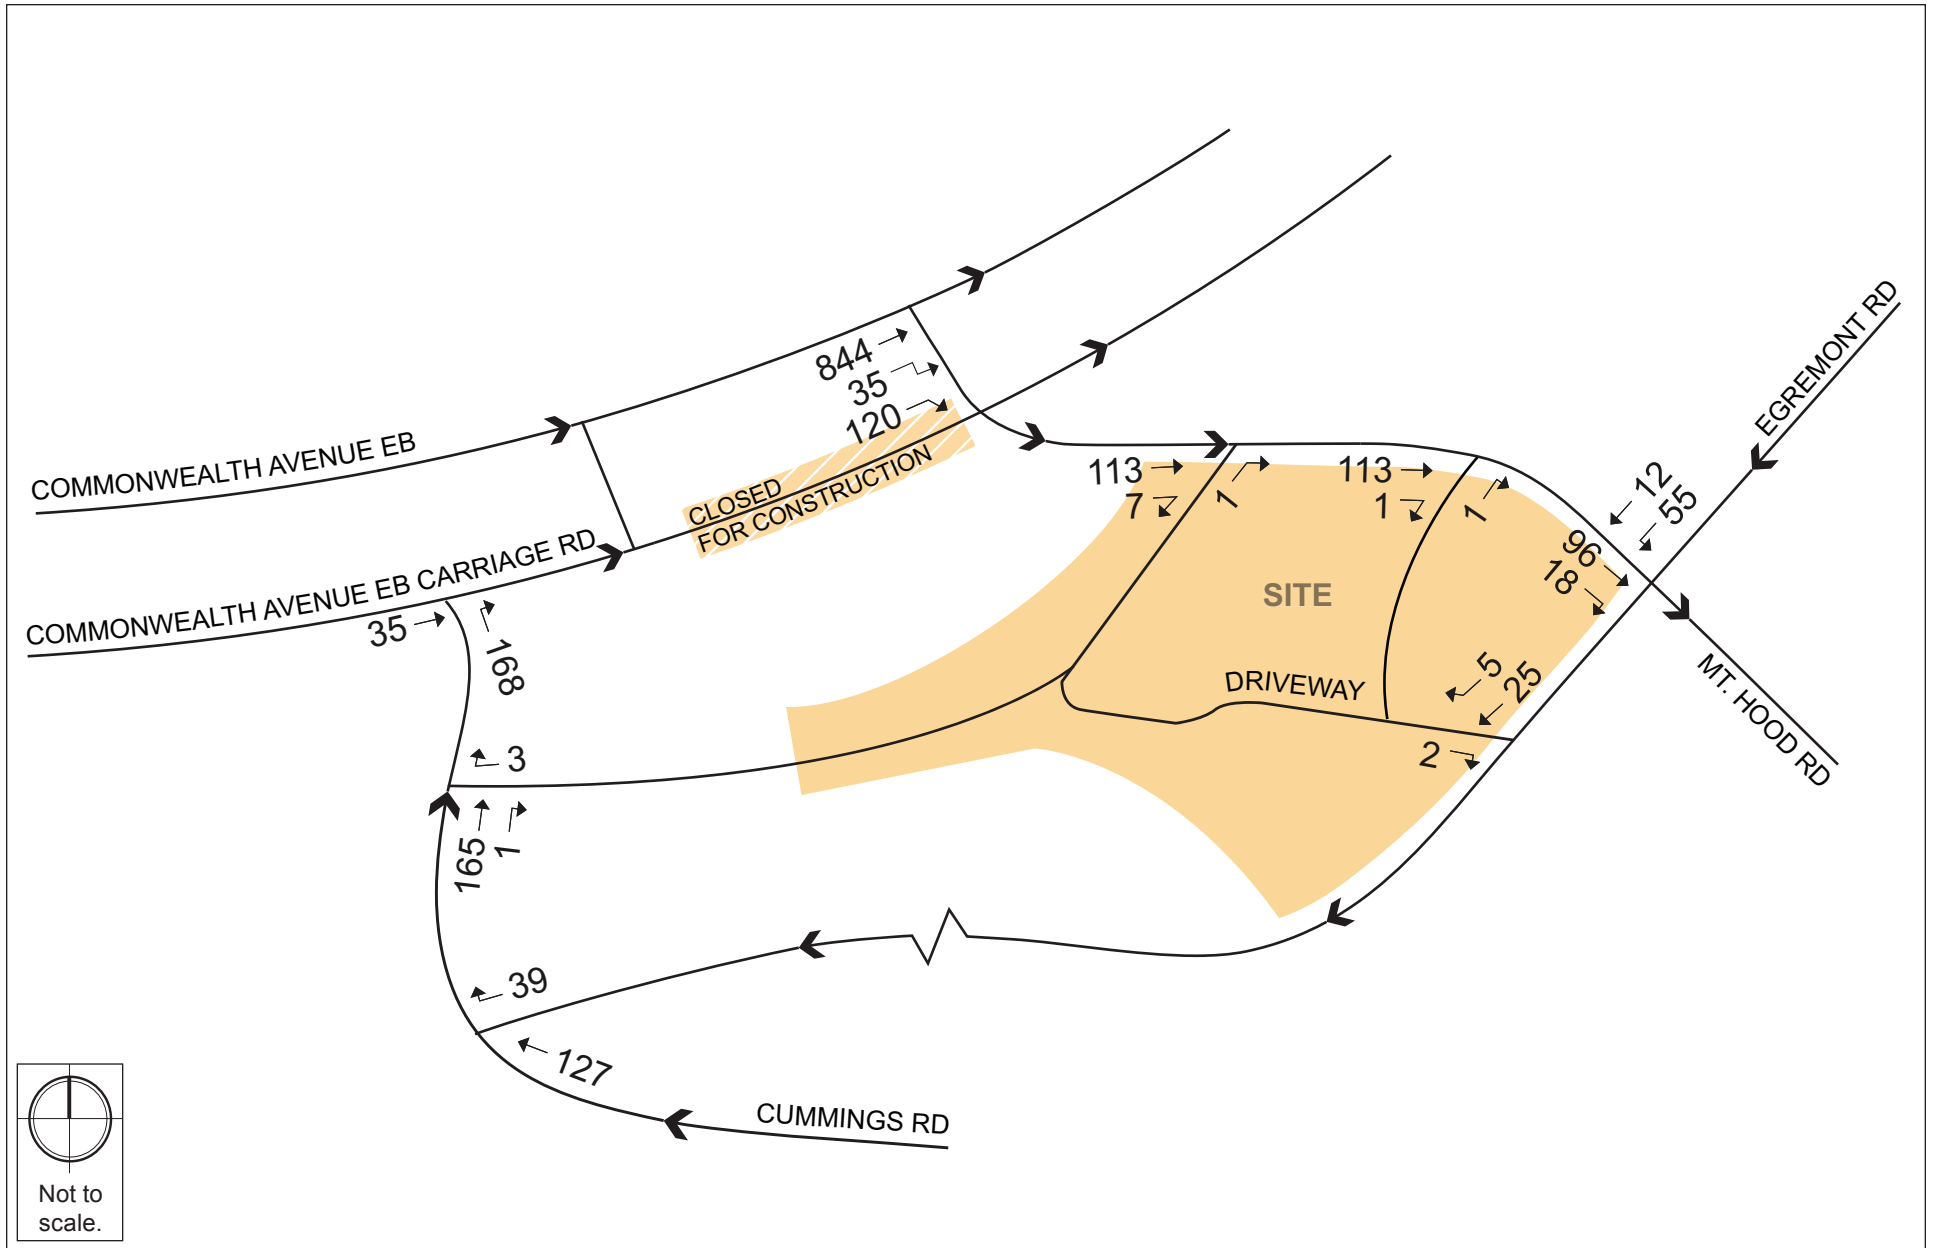 844
35
120
COMMONWEALTH AVENUE EB
CLOSED
FOR CONSTRUCTION
COMMONWEALTH AVENUE EB CARRIAGE RD
35
168
113
7
1
113
1
1
EGREMONT RD
12
55
96
18
SITE
DRIVEWAY
5
25
2
MT. HOOD RD
3
165
1
39
127
CUMMINGS RD
Not to
scale.